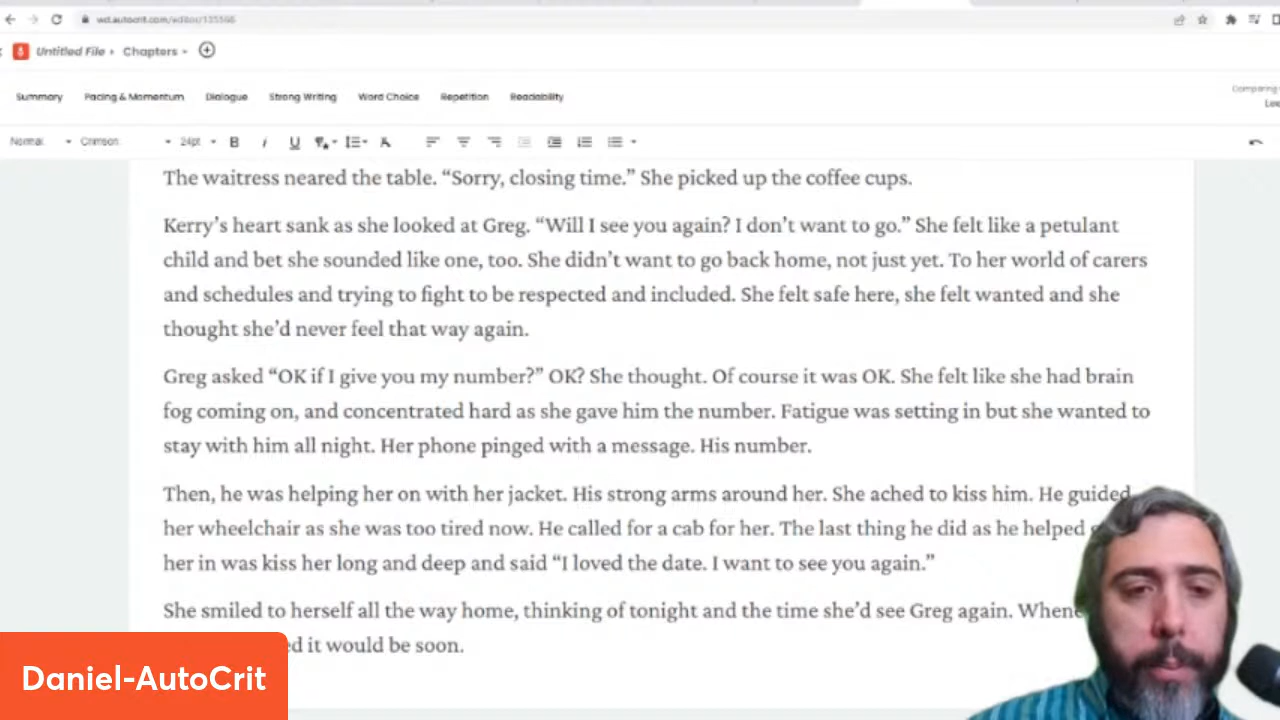 wd.autocrit.com/editor/135566
Untitled File Chapters
Summary Pacing & Momentum Dialogue Strong Writing Word Choice Repetition Readability
Comparing
Normal Crimson 24pt B I U
The waitress neared the table. “Sorry, closing time.” She picked up the coffee cups.
Kerry’s heart sank as she looked at Greg. “Will I see you again? I don’t want to go.” She felt like a petulant
child and bet she sounded like one, too. She didn’t want to go back home, not just yet. To her world of carers
and schedules and trying to fight to be respected and included. She felt safe here, she felt wanted and she
thought she’d never feel that way again.
Greg asked “OK if I give you my number?” OK? She thought. Of course it was OK. She felt like she had brain
fog coming on, and concentrated hard as she gave him the number. Fatigue was setting in but she wanted to
stay with him all night. Her phone pinged with a message. His number.
Then, he was helping her on with her jacket. His strong arms around her. She ached to kiss him. He guided
her wheelchair as she was too tired now. He called for a cab for her. The last thing he did as he helped
her in was kiss her long and deep and said “I loved the date. I want to see you again.”
She smiled to herself all the way home, thinking of tonight and the time she’d see Greg again.
it would be soon.
Daniel-AutoCrit